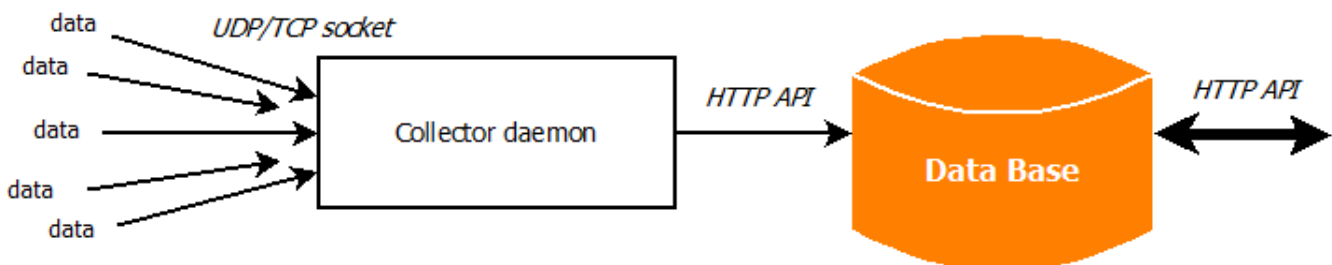 data
UDP/TCP socket
data
data
data
data
Collector daemon
HTTP API
Data Base
HTTP API